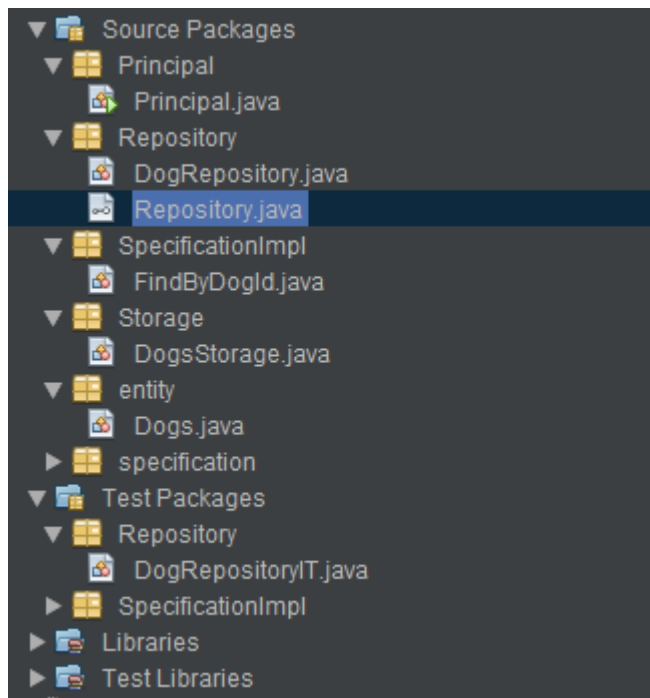 Source Packages
Principal
Principal.java
Repository
DogRepository.java
Repository.java
SpecificationImpl
FindByDogId.java
Storage
DogsStorage.java
entity
Dogs.java
specification
Test Packages
Repository
DogRepositoryIT.java
SpecificationImpl
Libraries
Test Libraries